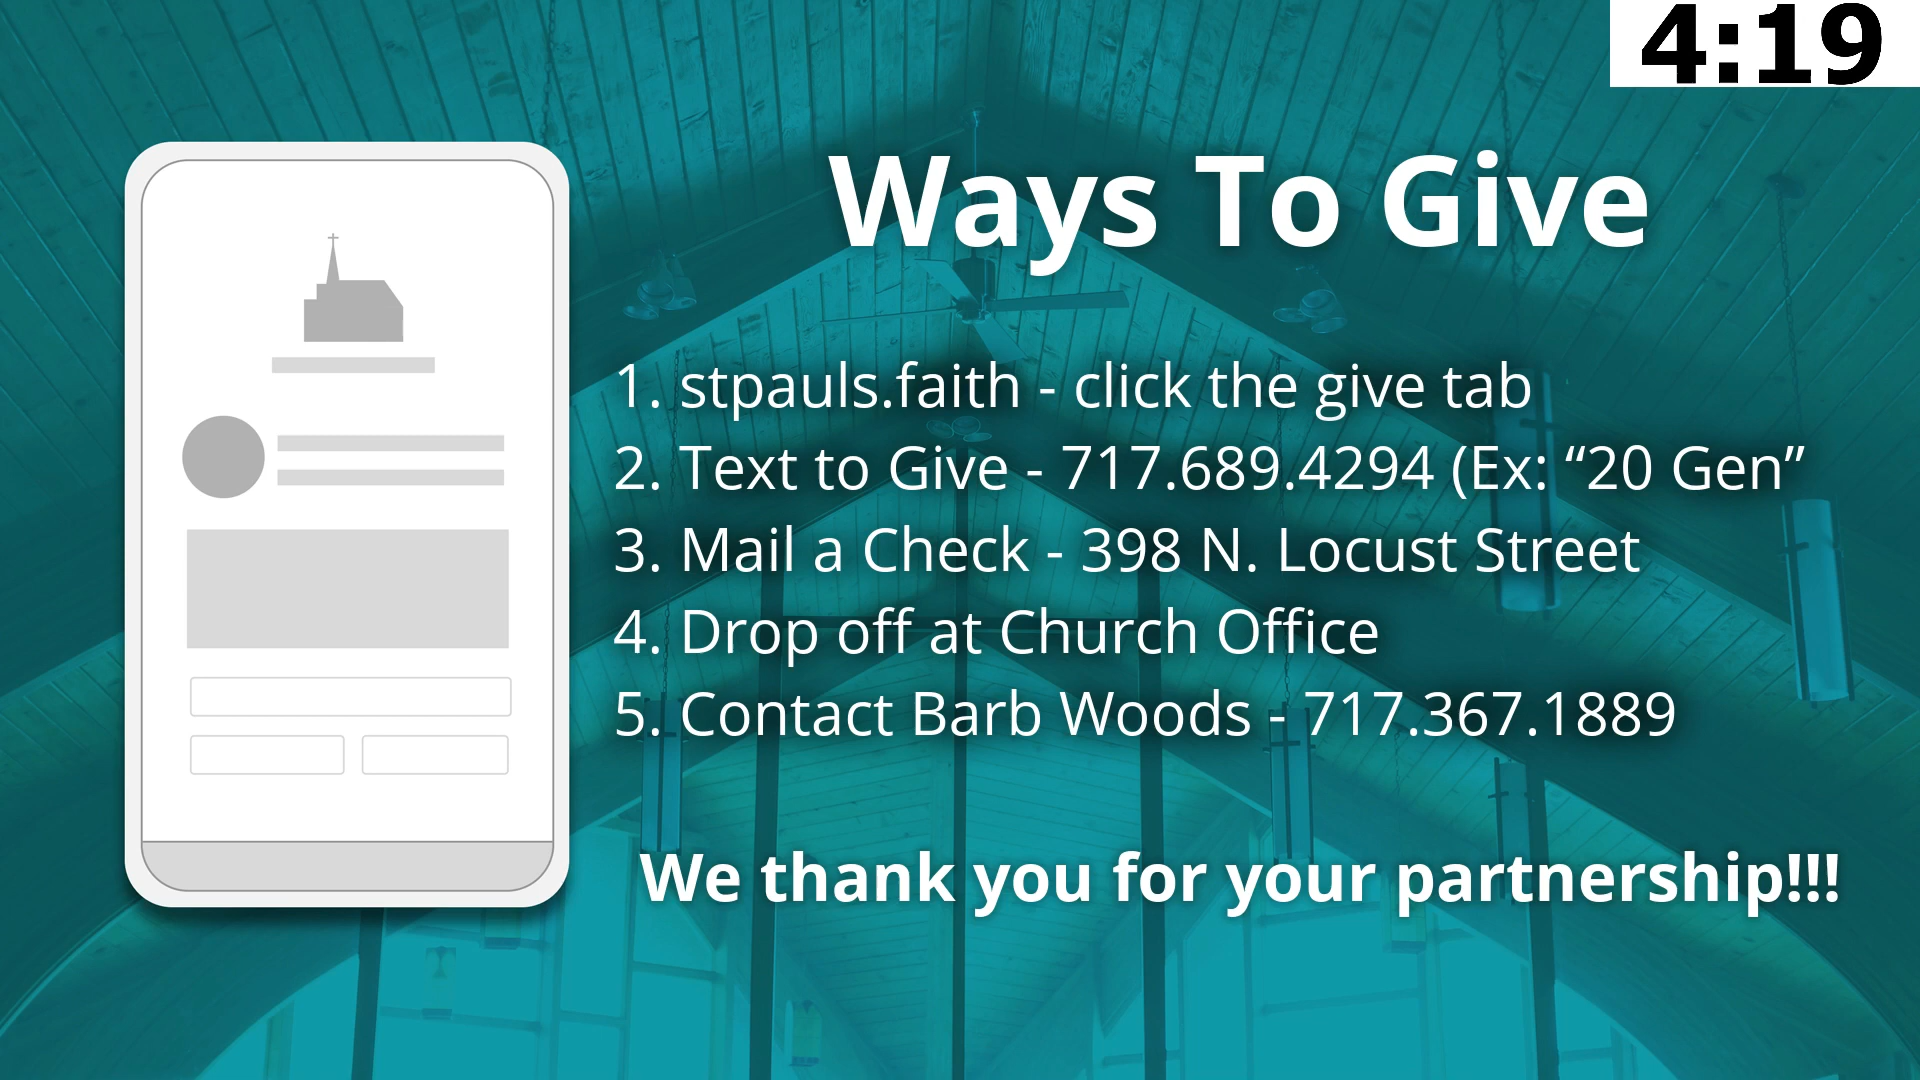 4:19
Ways To Give
1. stpauls.faith - click the give tab
2. Text to Give - 717.689.4294 (Ex: “20 Gen”
3. Mail a Check - 398 N. Locust Street
4. Drop off at Church Office
5. Contact Barb Woods - 717.367.1889
We thank you for your partnership!!!